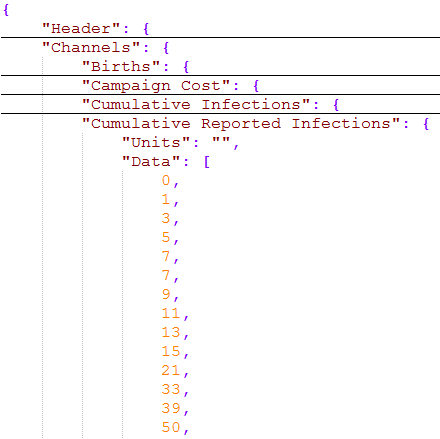 {
"Header": {
"Channels": {
"Births": {
"Campaign Cost": {
"Cumulative Infections": {
"Cumulative Reported Infections": {
"Units": "",
"Data": [
0,
1,
3,
5,
7,
7,
9,
11,
13,
15,
21,
33,
39,
50,